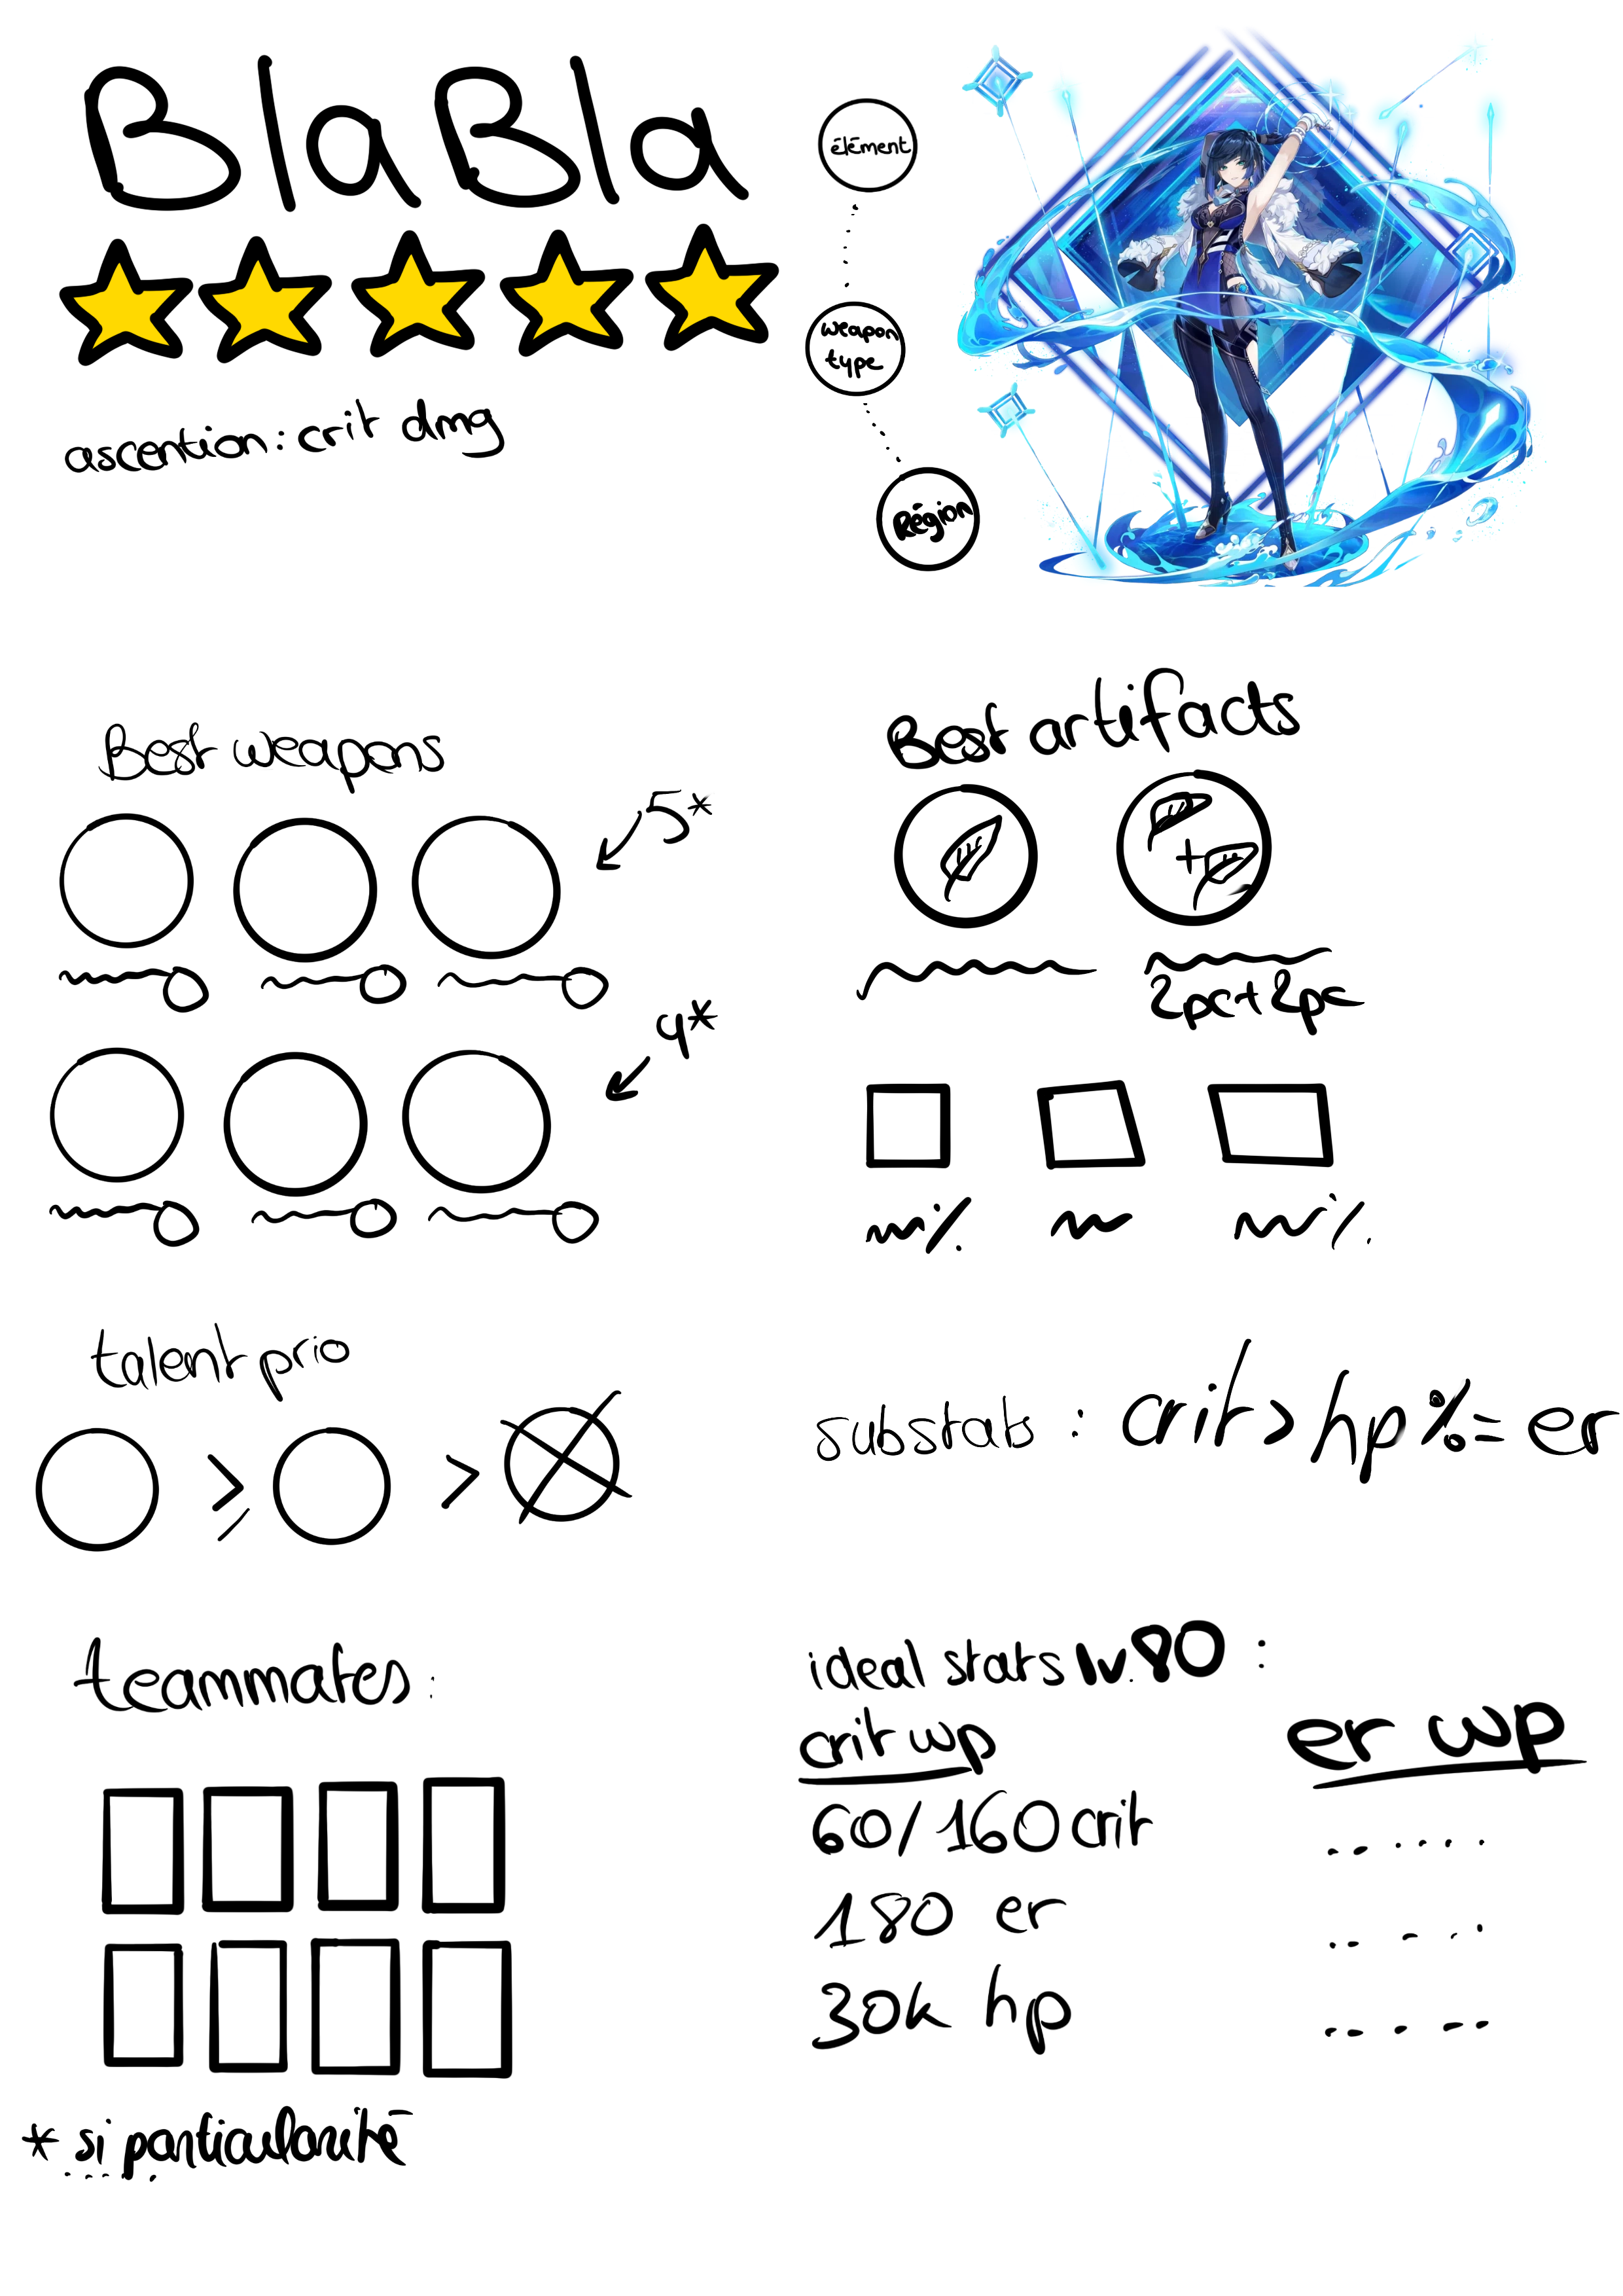 BlaBla
élément
weapon
type
ascention: crit dmg
Région
Best weapons
5*
4*
Best artifacts
+
2pc+2pc
%
%
talent prio
⩾ >
substats : crit > hp% = er
teammates :
* si particularité
ideal stats lv.80 :
crit wp
60/160 crit
180 er
30k hp
er wp